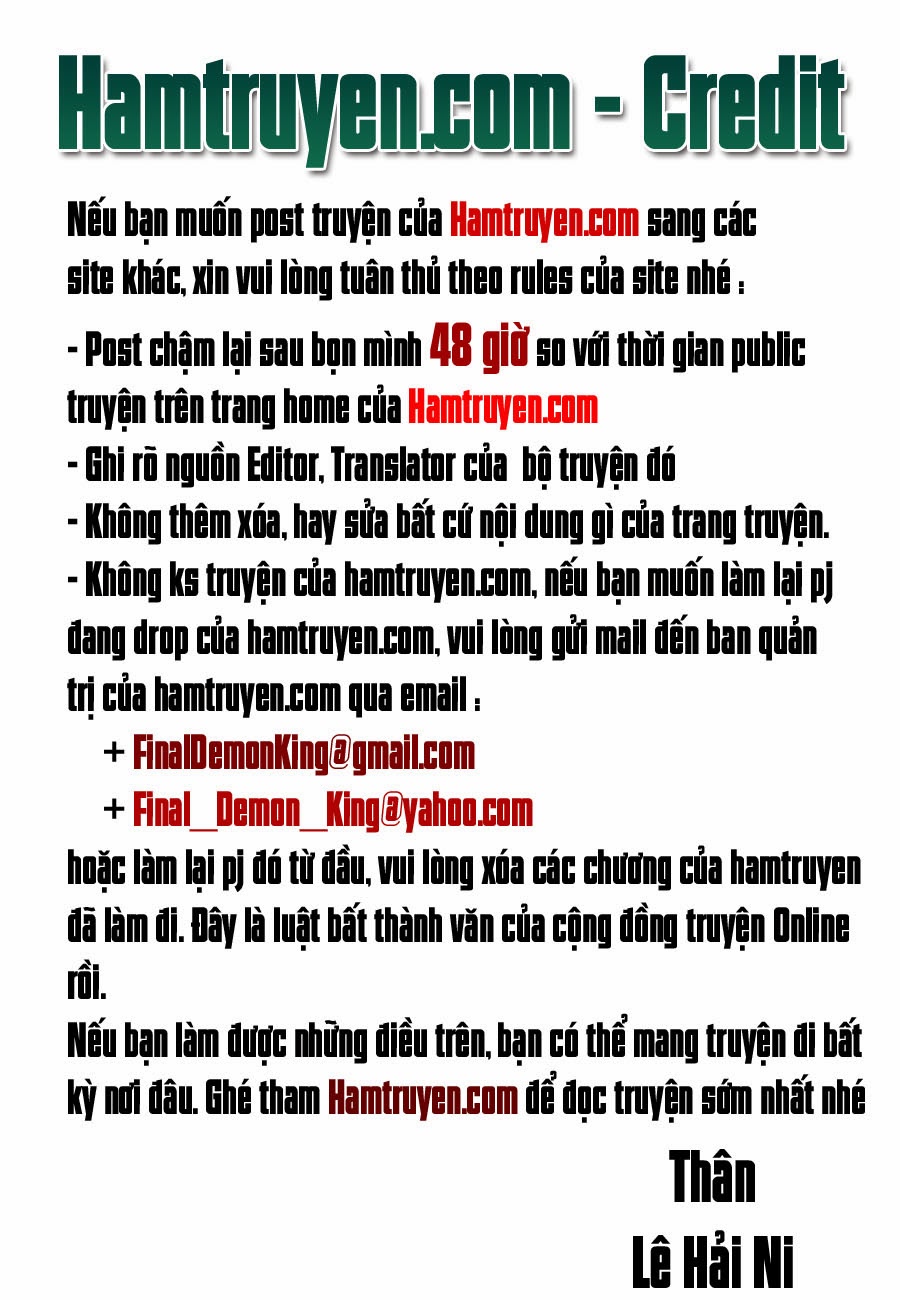 Hamtruyen.com - Credit
Nếu bạn muốn post truyện của Hamtruyen.com sang các
site khác, xin vui lòng tuân thủ theo rules của site nhé :
- Post chậm lại sau bọn mình 48 giờ so với thời gian public
truyện trên trang home của Hamtruyen.com
- Ghi rõ nguồn Editor, Translator của bộ truyện đó
- Không thêm xóa, hay sửa bất cứ nội dung gì của trang truyện.
- Không ks truyện của hamtruyen.com, nếu bạn muốn làm lại pj
đang drop của hamtruyen.com, vui lòng gửi mail đến ban quản
trị của hamtruyen.com qua email :
+ FinalDemonKing@gmail.com
+ Final_Demon_King@yahoo.com
hoặc làm lại pj đó từ đầu, vui lòng xóa các chương của hamtruyen
đã làm đi. Đây là luật bất thành văn của cộng đồng truyện Online
rồi.
Nếu bạn làm được những điều trên, bạn có thể mang truyện đi bất
kỳ nơi đâu. Ghé thăm Hamtruyen.com để đọc truyện sớm nhất nhé
Thân
Lê Hải Ni